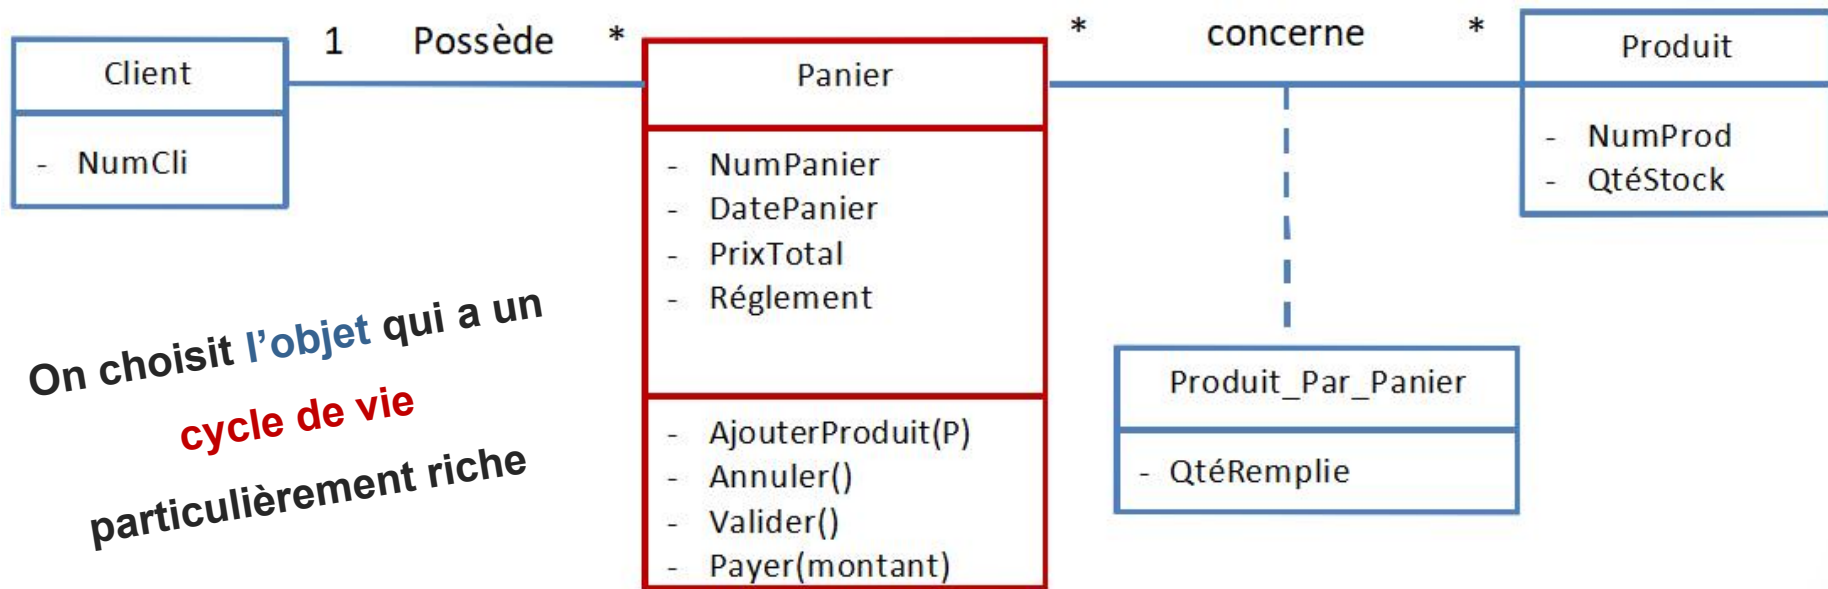 1 Possède *
* concerne *
Client
- NumCli
Panier
- NumPanier
- DatePanier
- PrixTotal
- Réglement
- AjouterProduit(P)
- Annuler()
- Valider()
- Payer(montant)
Produit
- NumProd
- QtéStock
Produit_Par_Panier
- QtéRemplie
On choisit l’objet qui a un
cycle de vie
particulièrement riche